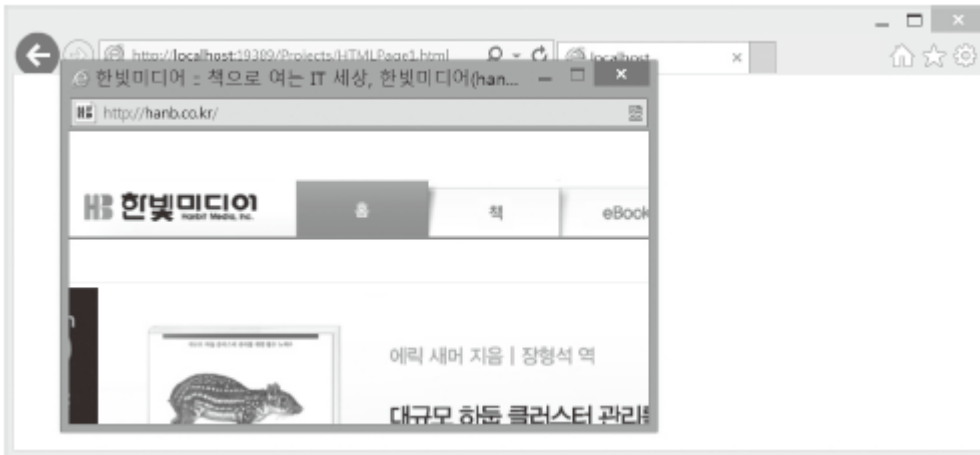 http://localhost:19389/Projects/HTMLPage1.html
localhost
한빛미디어 :: 책으로 여는 IT 세상, 한빛미디어(han...
http://hanb.co.kr/
한빛미디어
Hanbit Media, Inc.
홈
책
eBook
에릭 새머 지음 | 장형석 역
대규모 하둡 클러스터 관리를